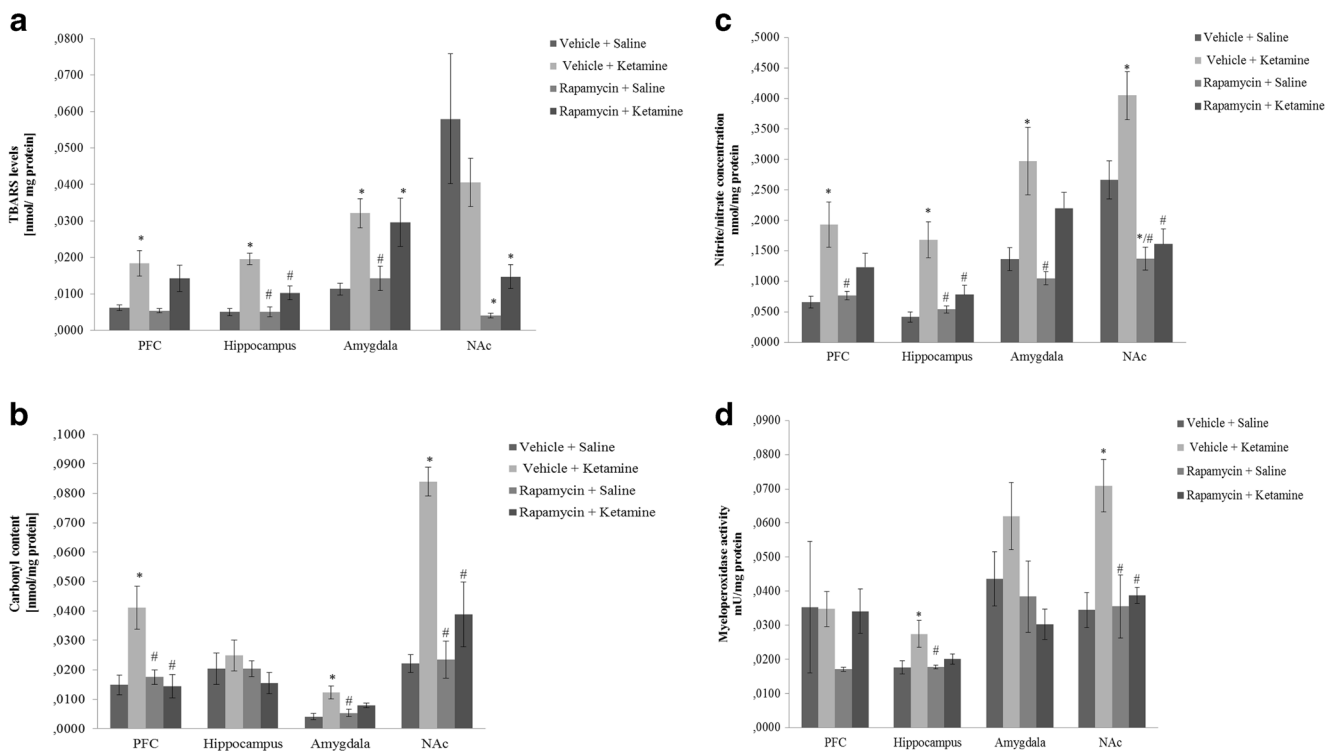 a
,0800
,0700
,0600
,0500
,0400
,0300
,0200
,0100
,0000
TBARS levels
[nmol/ mg protein]
Vehicle + Saline
Vehicle + Ketamine
Rapamycin + Saline
Rapamycin + Ketamine
*
*
#
#
*
#
*
*
*
PFC
Hippocampus
Amygdala
NAc
c
,5000
,4500
,4000
,3500
,3000
,2500
,2000
,1500
,1000
,0500
,0000
Nitrite/nitrate concentration
nmol/mg protein
Vehicle + Saline
Vehicle + Ketamine
Rapamycin + Saline
Rapamycin + Ketamine
*
#
*
#
#
*
#
*
*/#
#
PFC
Hippocampus
Amygdala
NAc
b
,1000
,0900
,0800
,0700
,0600
,0500
,0400
,0300
,0200
,0100
,0000
Carbonyl content
[nmol/mg protein]
Vehicle + Saline
Vehicle + Ketamine
Rapamycin + Saline
Rapamycin + Ketamine
*
#
#
*
#
*
#
#
PFC
Hippocampus
Amygdala
NAc
d
,0900
,0800
,0700
,0600
,0500
,0400
,0300
,0200
,0100
,0000
Myeloperoxidase activity
mU/mg protein
Vehicle + Saline
Vehicle + Ketamine
Rapamycin + Saline
Rapamycin + Ketamine
*
#
*
#
#
PFC
Hippocampus
Amygdala
NAc